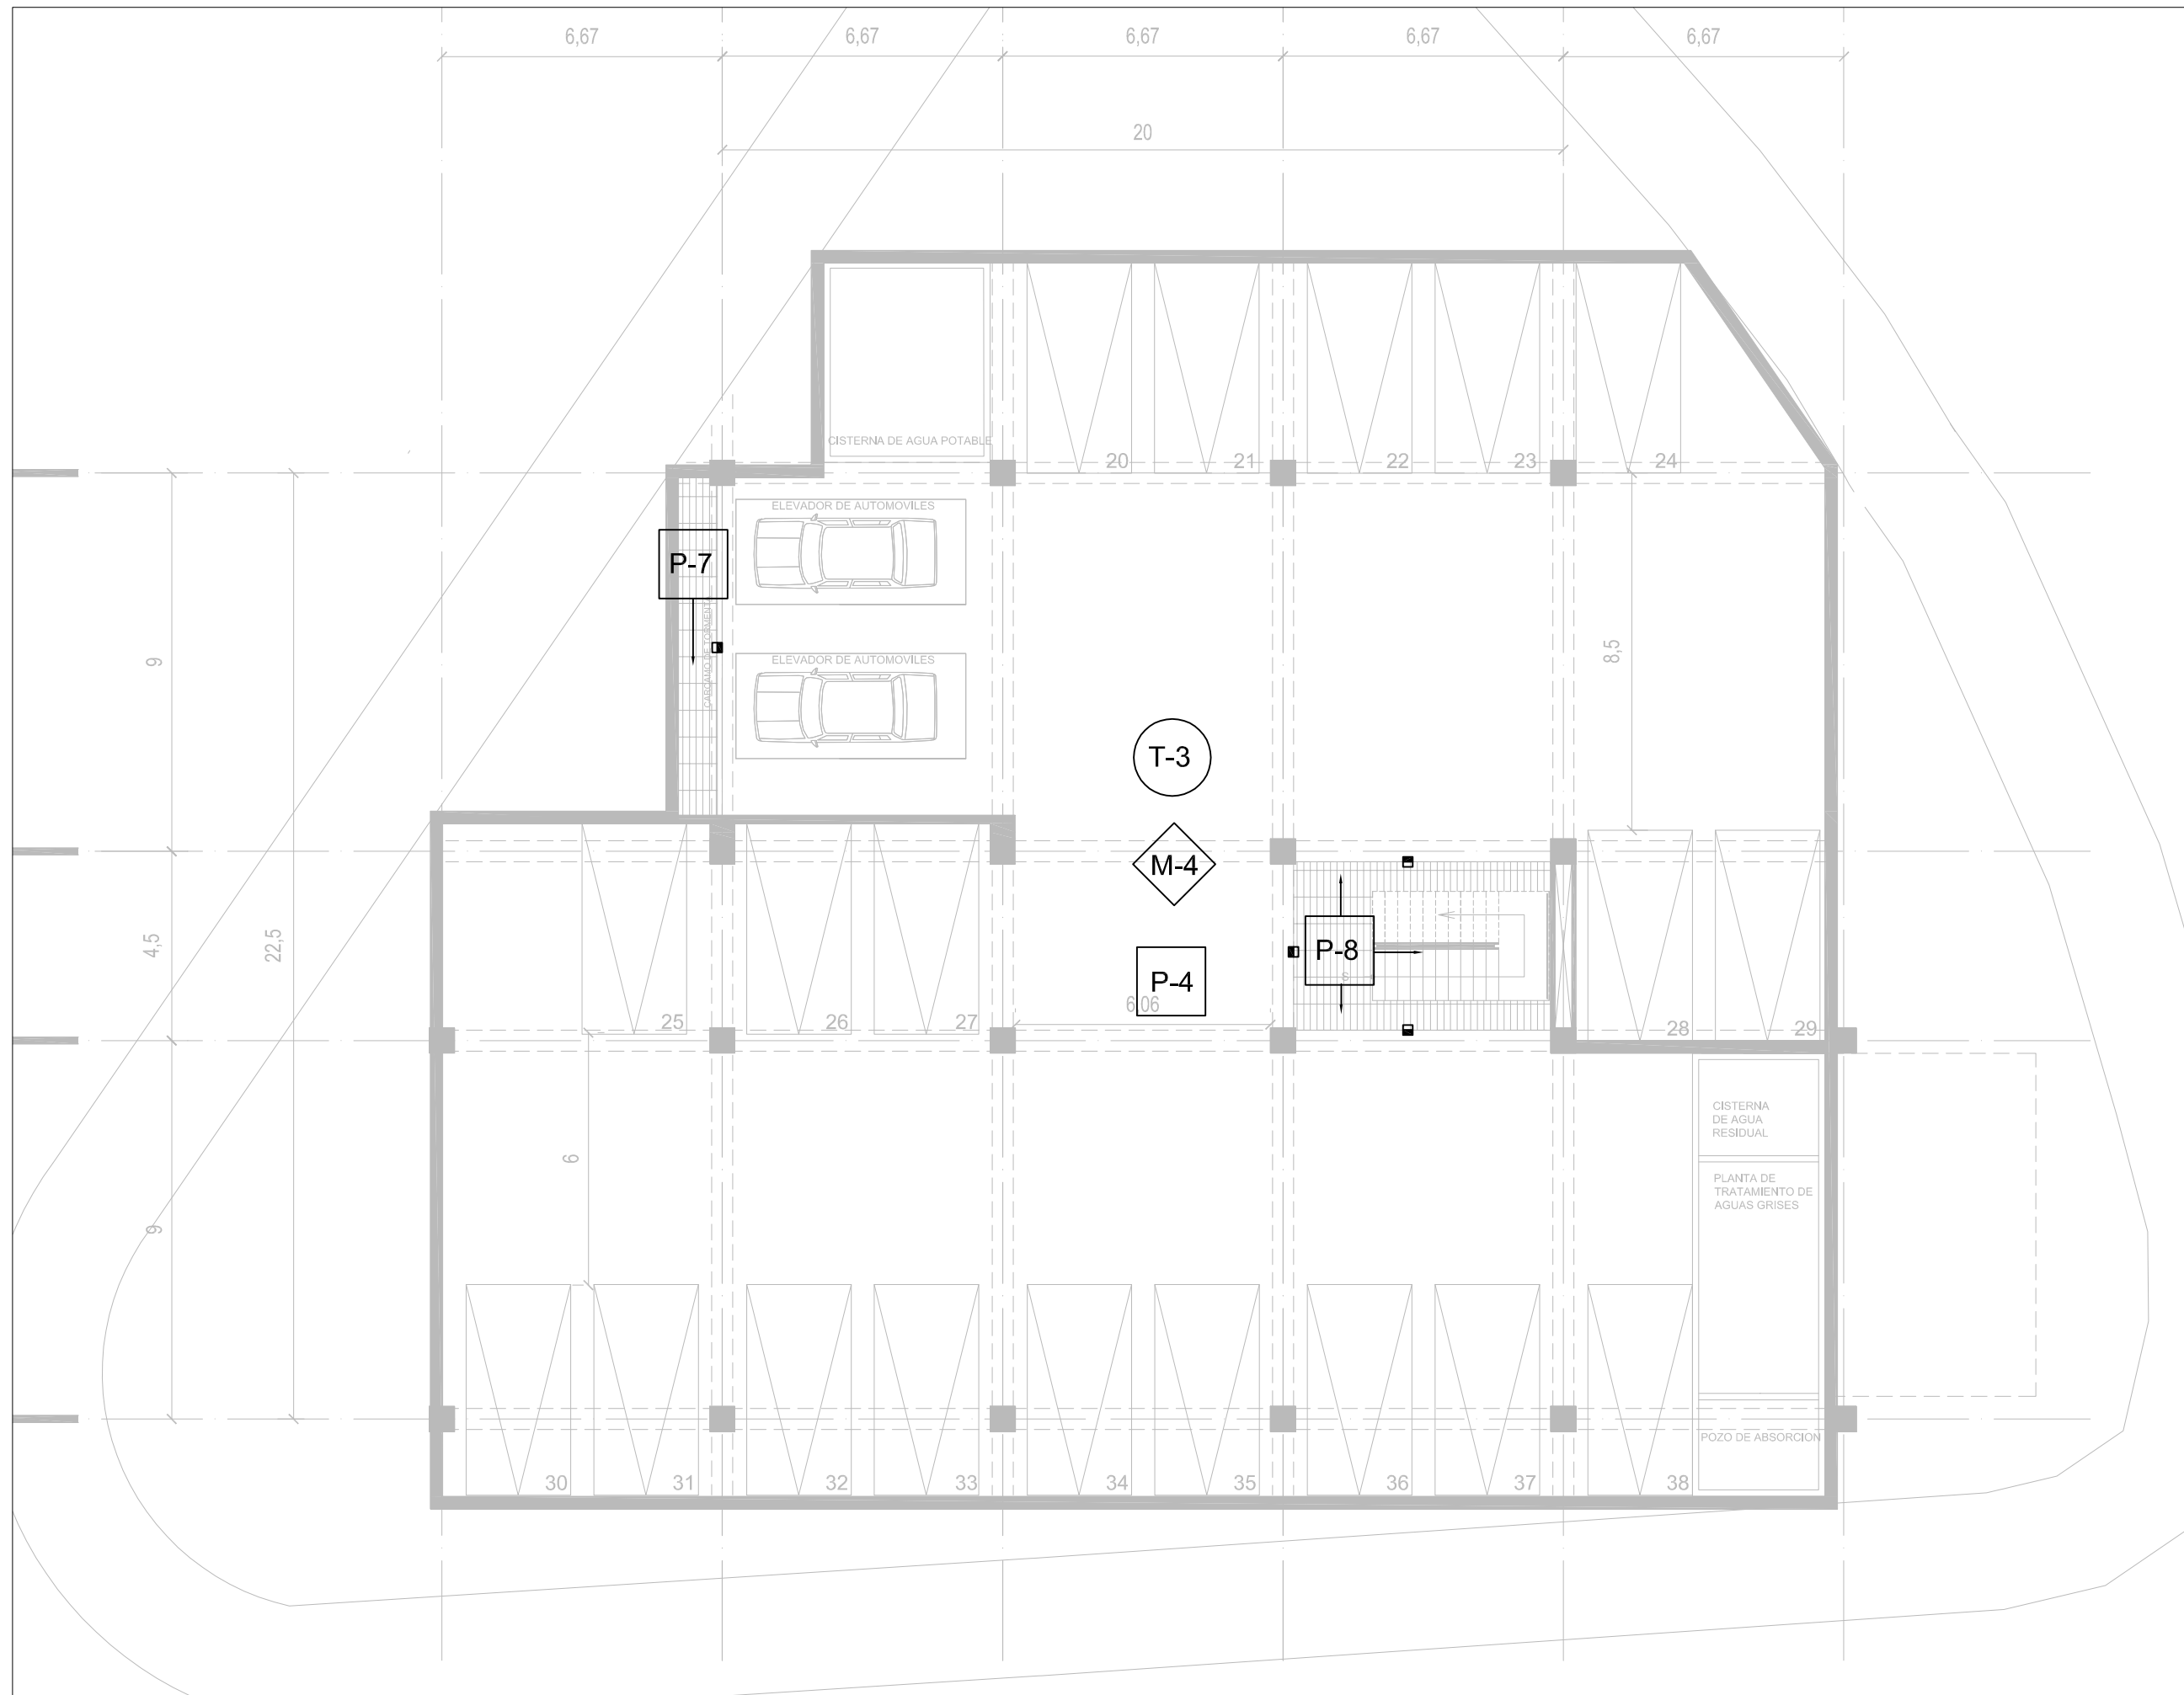 6,67
6,67
6,67
6,67
6,67
20
CISTERNA DE AGUA POTABLE
20
21
22
23
24
ELEVADOR DE AUTOMOVILES
P-7
CARCAMO DE TORMENTA
9
8,5
ELEVADOR DE AUTOMOVILES
T-3
M-4
4,5
22,5
P-8
S
P-4
6,06
25
26
27
28
29
CISTERNA
DE AGUA
RESIDUAL
6
PLANTA DE
TRATAMIENTO DE
AGUAS GRISES
9
POZO DE ABSORCION
30
31
32
33
34
35
36
37
38